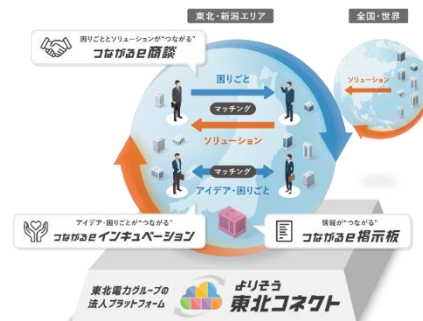 東北・新潟エリア
全国・世界
困りごととソリューションが“つながる”
つながるe商談
困りごと
マッチング
ソリューション
ソリューション
マッチング
アイデア・困りごと
アイデア・困りごとが“つながる”
つながるeインキュベーション
情報が“つながる”
つながるe掲示板
東北電力グループの
法人プラットフォーム
よりそう
東北コネクト